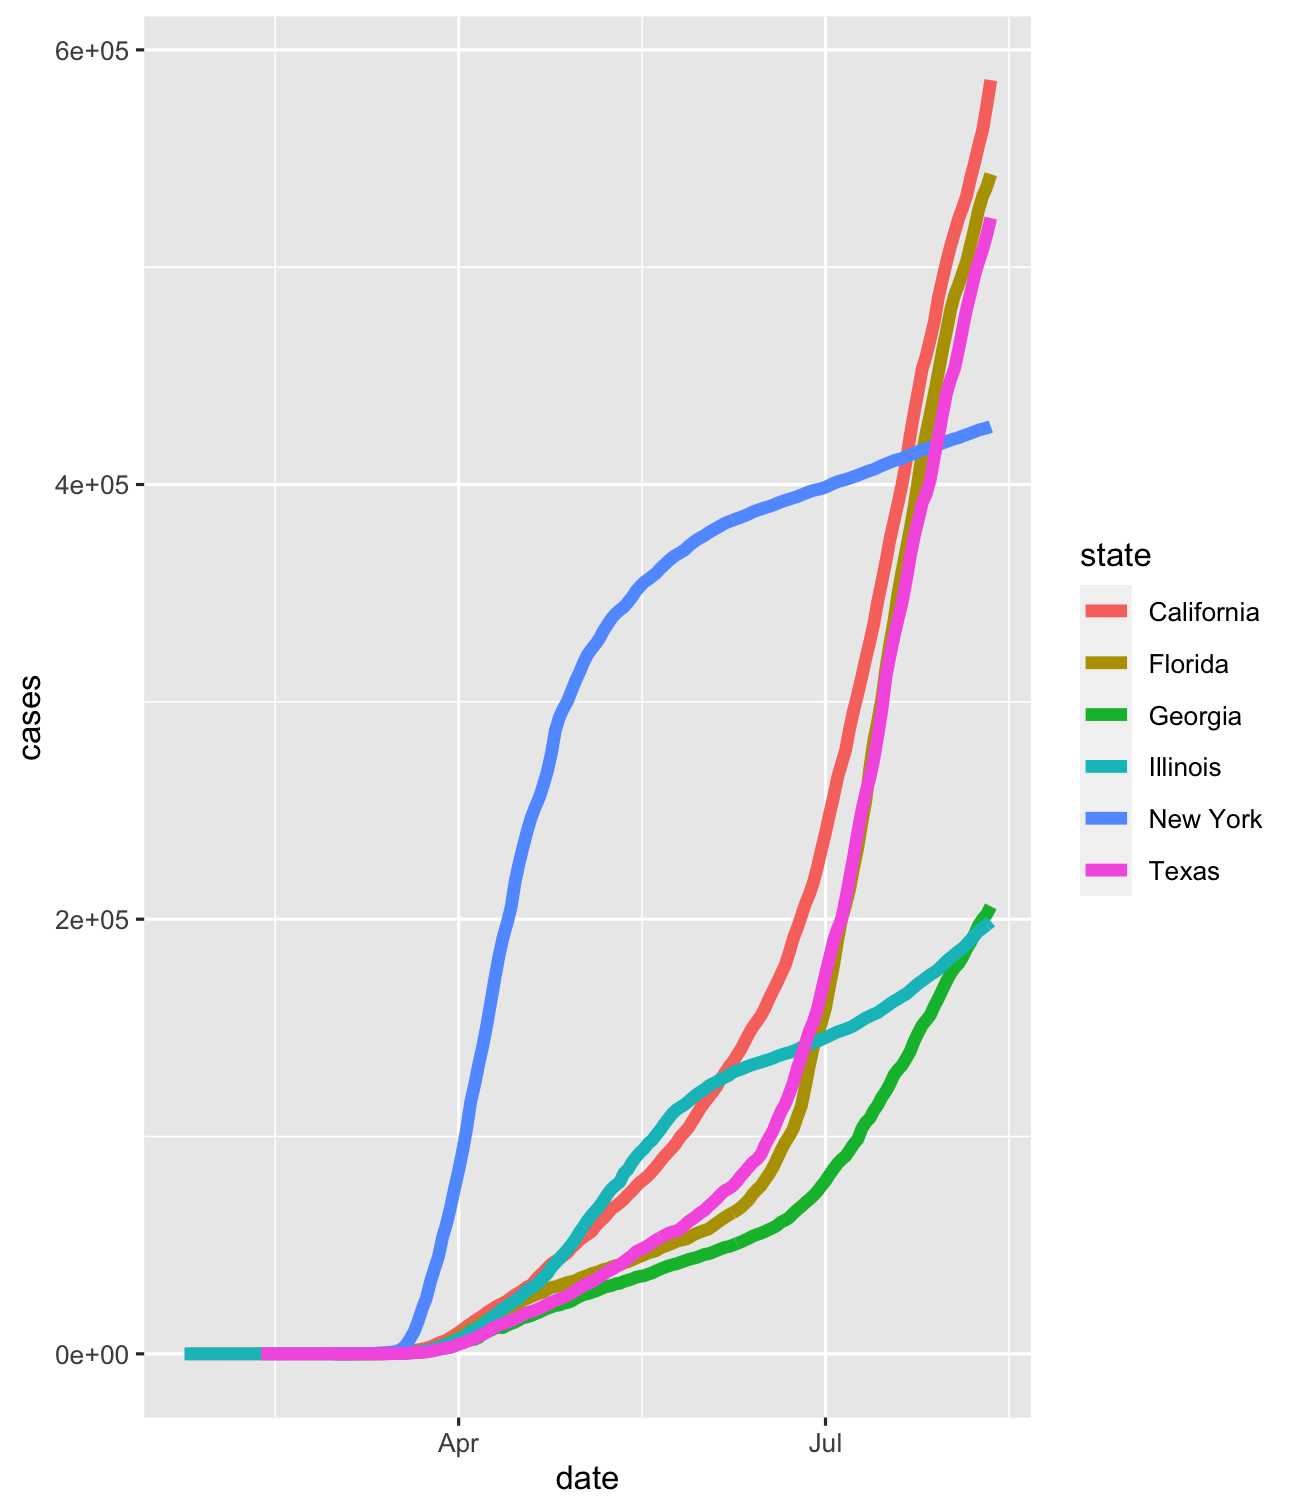 6e+05
4e+05
2e+05
0e+00
cases
Apr
Jul
date
state
California
Florida
Georgia
Illinois
New York
Texas